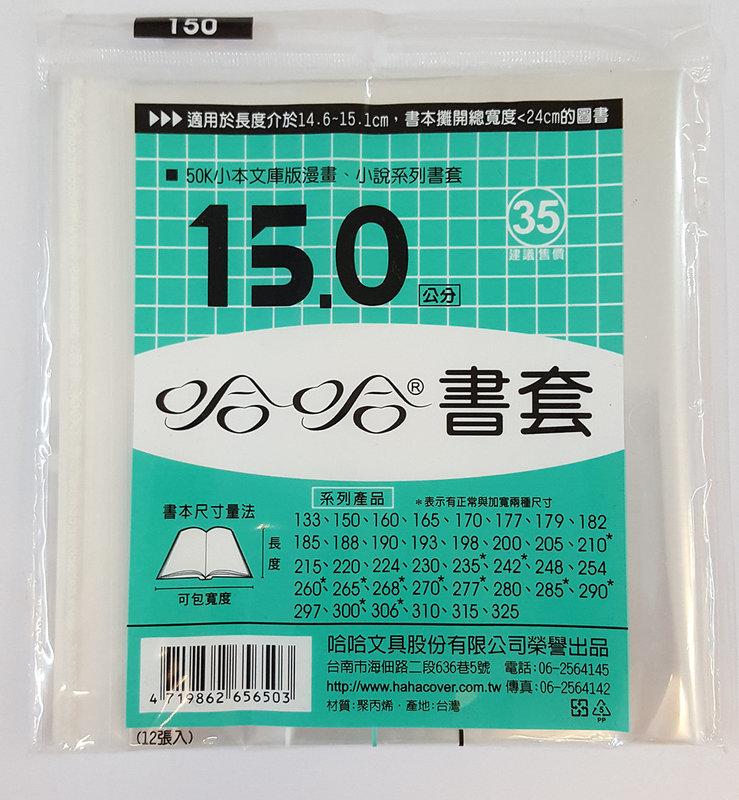 150
▶▶▶適用於長度介於14.6~15.1cm，書本攤開總寬度<24cm的圖書
■ 50K小本文庫版漫畫、小說系列書套
15.0公分
35
建議售價
哈哈®書套
系列產品
*表示有正常與加寬兩種尺寸
書本尺寸量法
長度
可包寬度
133、150、160、165、170、177、179、182
185、188、190、193、198、200、205、210*
215、220、224、230、235*、242*、248、254
260*、265*、268*、270*、277*、280、285*、290*
297、300*、306*、310、315、325
哈哈文具股份有限公司榮譽出品
台南市海佃路二段636巷5號 電話:06-2564145
http://www.hahacover.com.tw 傳真:06-2564142
材質:聚丙烯·產地:台灣
PP
4 719862 656503
(12張入)